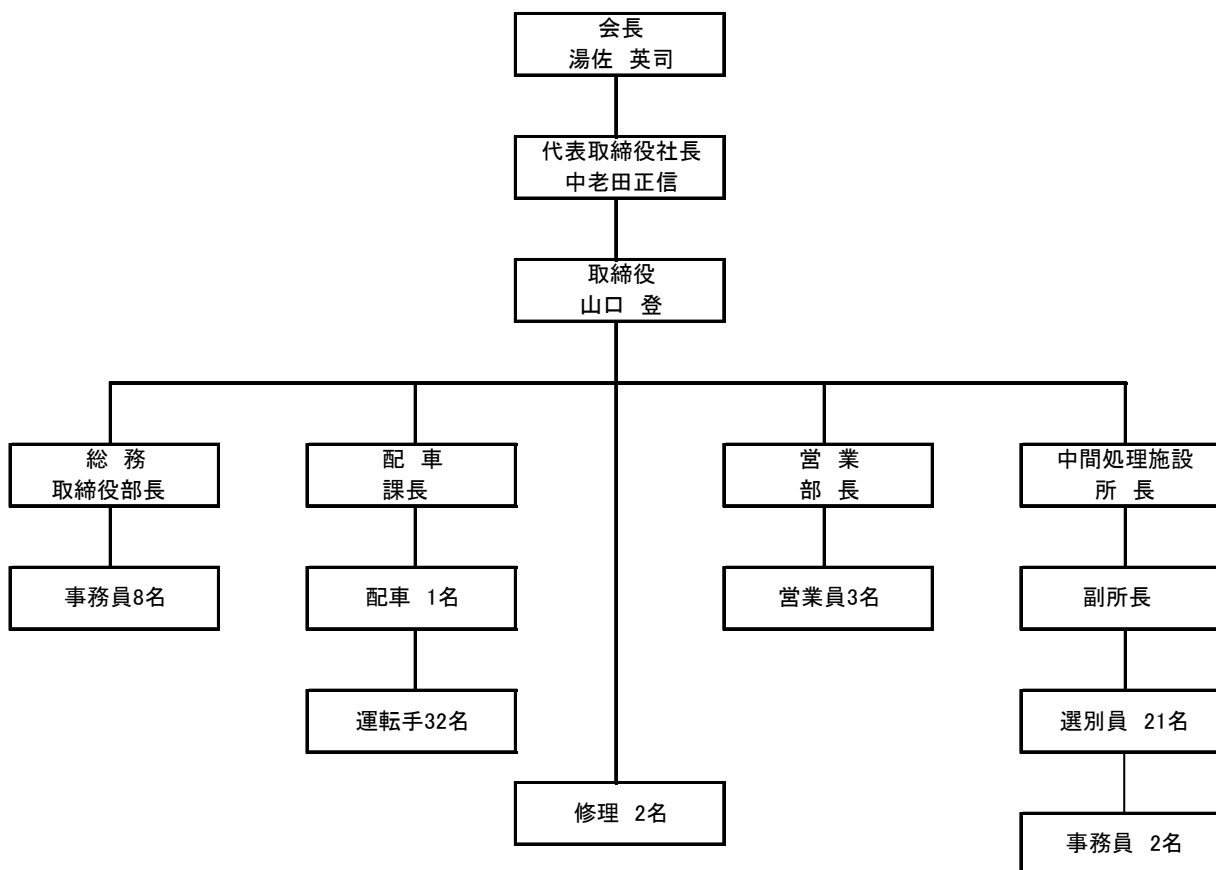 会長
湯佐 英司
代表取締役社長
中老田正信
取締役
山口 登
総 務
取締役部長
配 車
課長
営 業
部 長
中間処理施設
所 長
事務員8名
配車 1名
営業員3名
副所長
運転手32名
選別員 21名
修理 2名
事務員 2名